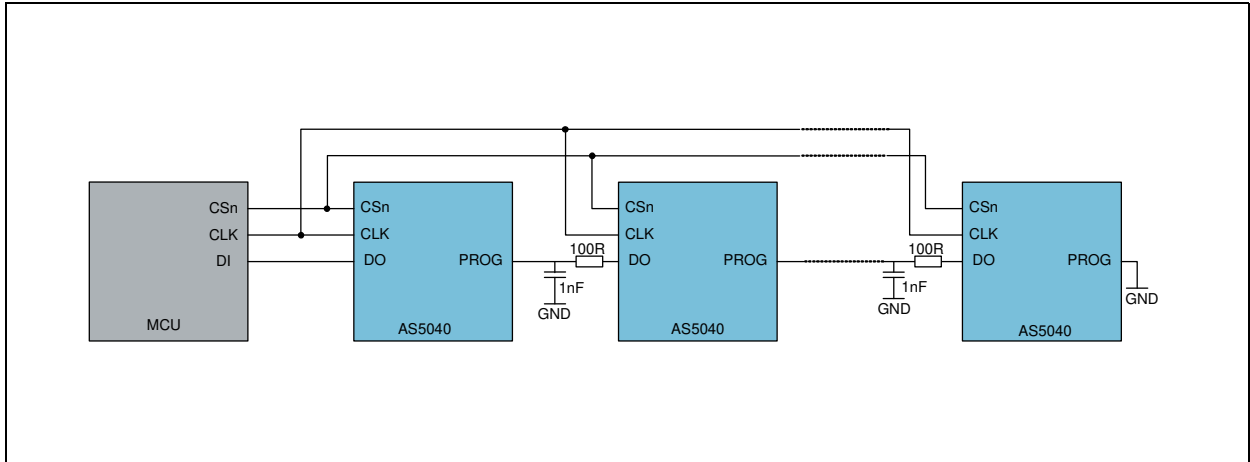 CSn
CLK
DI
MCU
CSn
CLK
DO
PROG
AS5040
100R
1nF
GND
CSn
CLK
DO
PROG
AS5040
100R
1nF
GND
CSn
CLK
DO
PROG
AS5040
GND